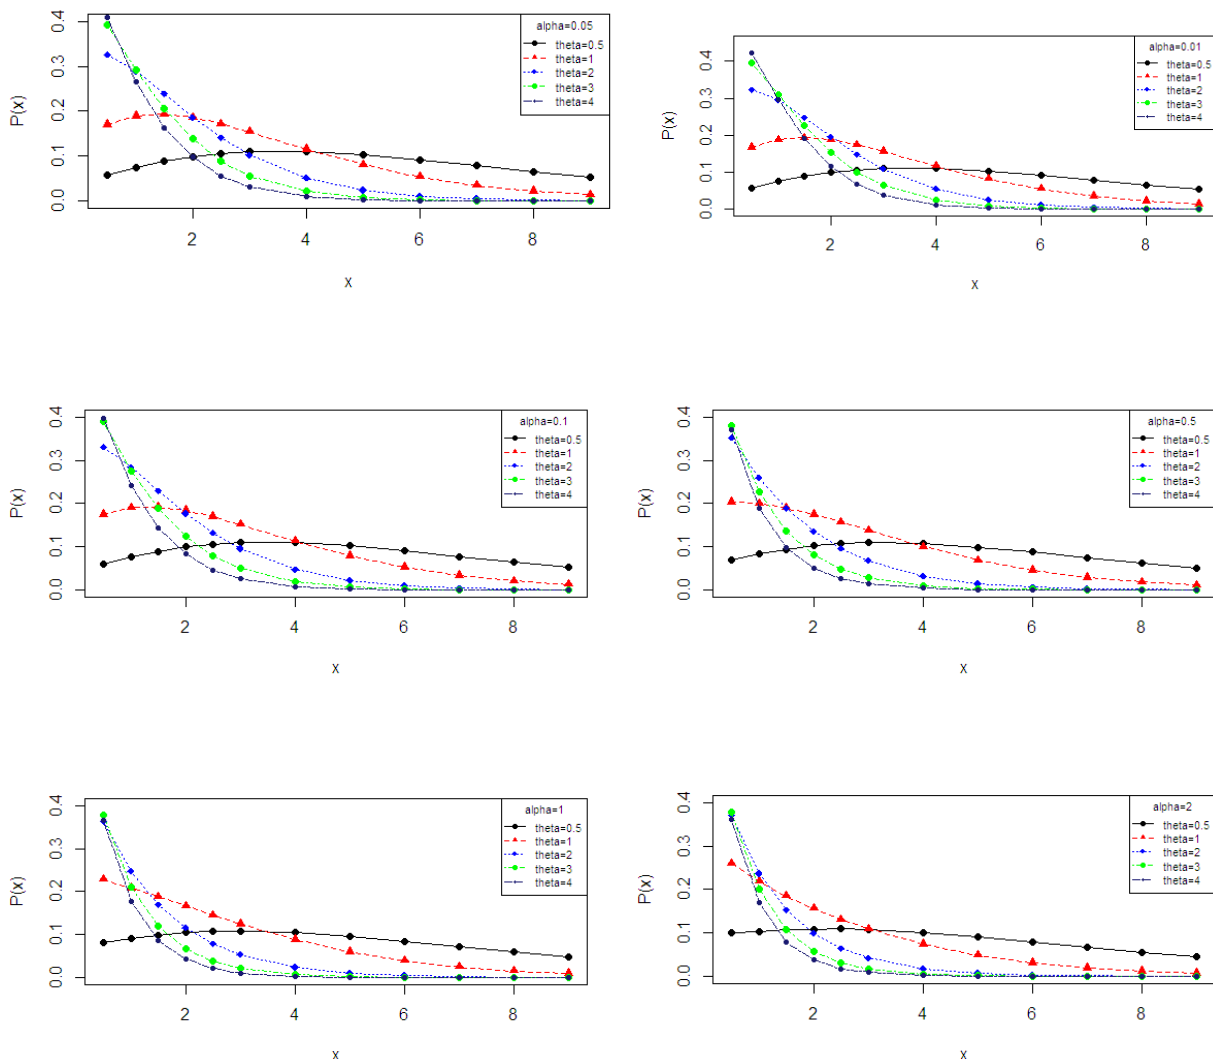 alpha=0.05
theta=0.5
theta=1
theta=2
theta=3
theta=4
P(x)
0.0 0.1 0.2 0.3 0.4
2 4 6 8
x
alpha=0.01
theta=0.5
theta=1
theta=2
theta=3
theta=4
P(x)
0.0 0.1 0.2 0.3 0.4
2 4 6 8
x
alpha=0.1
theta=0.5
theta=1
theta=2
theta=3
theta=4
P(x)
0.0 0.1 0.2 0.3 0.4
2 4 6 8
x
alpha=0.5
theta=0.5
theta=1
theta=2
theta=3
theta=4
P(x)
0.0 0.1 0.2 0.3 0.4
2 4 6 8
x
alpha=1
theta=0.5
theta=1
theta=2
theta=3
theta=4
P(x)
0.0 0.1 0.2 0.3 0.4
2 4 6 8
x
alpha=2
theta=0.5
theta=1
theta=2
theta=3
theta=4
P(x)
0.0 0.1 0.2 0.3 0.4
2 4 6 8
x